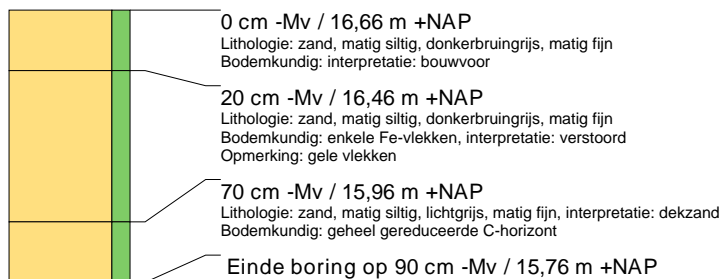 0 cm -Mv / 16,66 m +NAP
Lithologie: zand, matig siltig, donkerbruingrijs, matig fijn
Bodemkundig: interpretatie: bouwvoor
20 cm -Mv / 16,46 m +NAP
Lithologie: zand, matig siltig, donkerbruingrijs, matig fijn
Bodemkundig: enkele Fe-vlekken, interpretatie: verstoord
Opmerking: gele vlekken
70 cm -Mv / 15,96 m +NAP
Lithologie: zand, matig siltig, lichtgrijs, matig fijn, interpretatie: dekzand
Bodemkundig: geheel gereduceerde C-horizont
Einde boring op 90 cm -Mv / 15,76 m +NAP